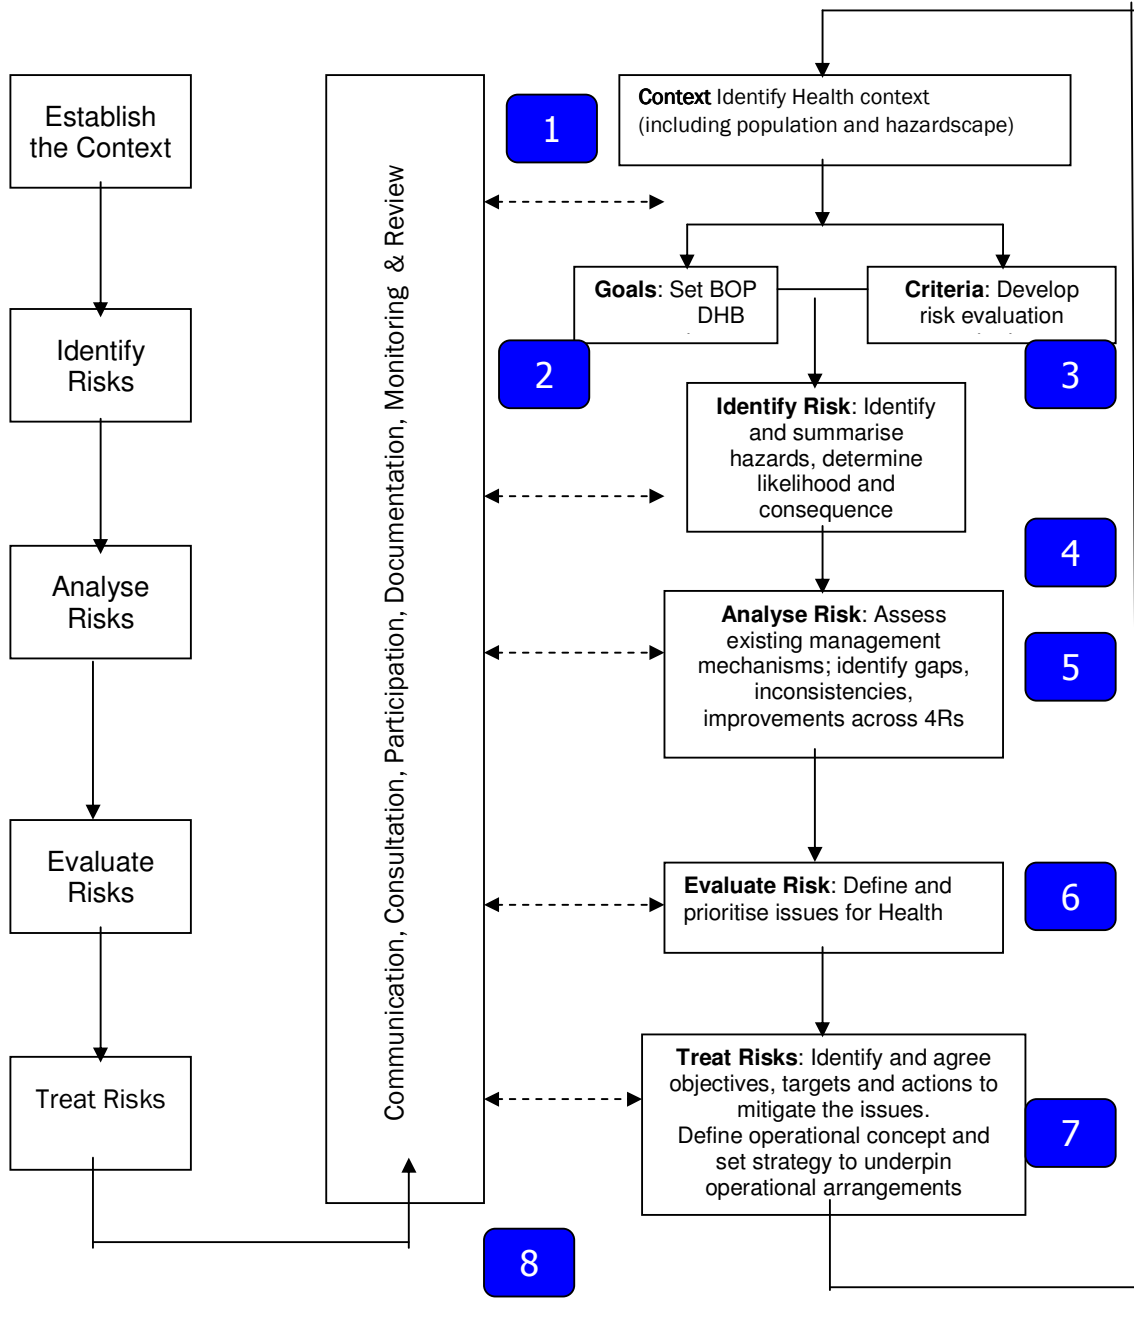 Establish
the Context
Identify
Risks
Analyse
Risks
Evaluate
Risks
Treat Risks
Communication, Consultation, Participation, Documentation, Monitoring & Review
1
Context Identify Health context
(including population and hazardscape)
Goals: Set BOP
DHB
Criteria: Develop
risk evaluation
2
3
Identify Risk: Identify
and summarise
hazards, determine
likelihood and
consequence
4
Analyse Risk: Assess
existing management
mechanisms; identify gaps,
inconsistencies,
improvements across 4Rs
5
Evaluate Risk: Define and
prioritise issues for Health
6
Treat Risks: Identify and agree
objectives, targets and actions to
mitigate the issues.
Define operational concept and
set strategy to underpin
operational arrangements
7
8